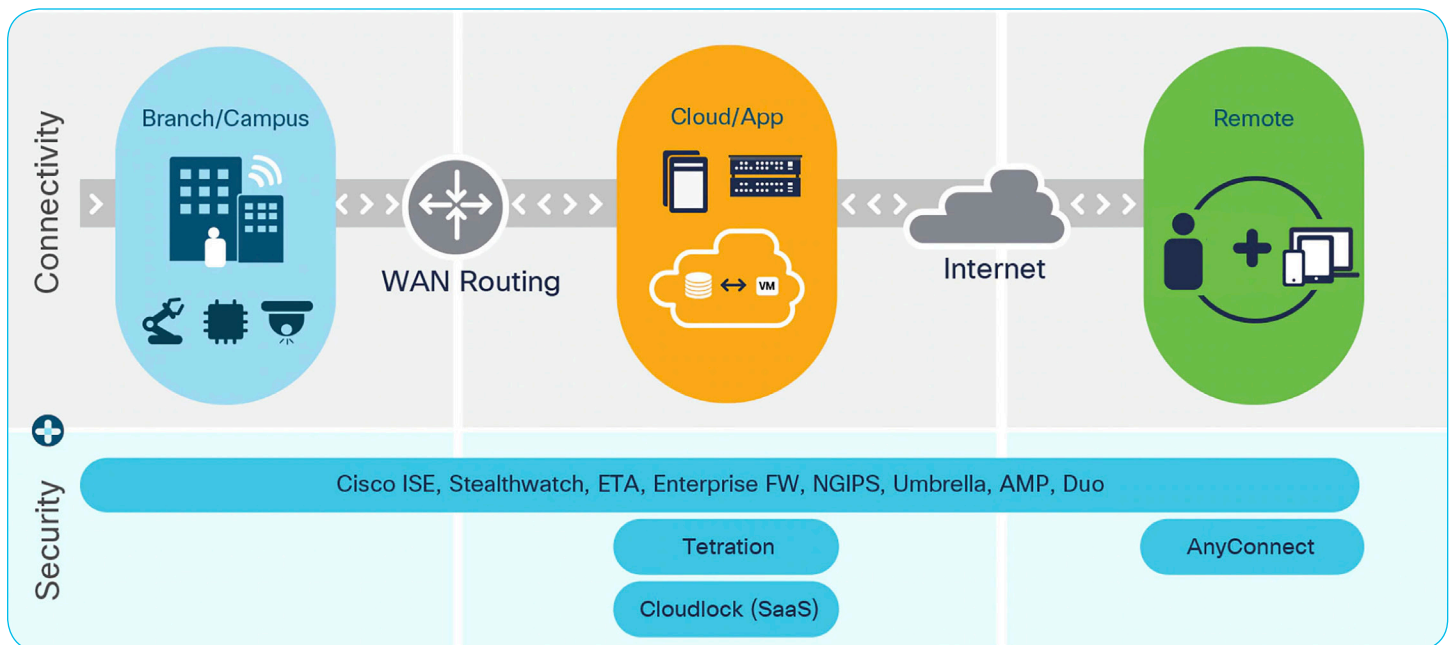 Connectivity
Branch/Campus
Cloud/App
Remote
VM
WAN Routing
Internet
Security
Cisco ISE, Stealthwatch, ETA, Enterprise FW, NGIPS, Umbrella, AMP, Duo
Tetration
AnyConnect
Cloudlock (SaaS)